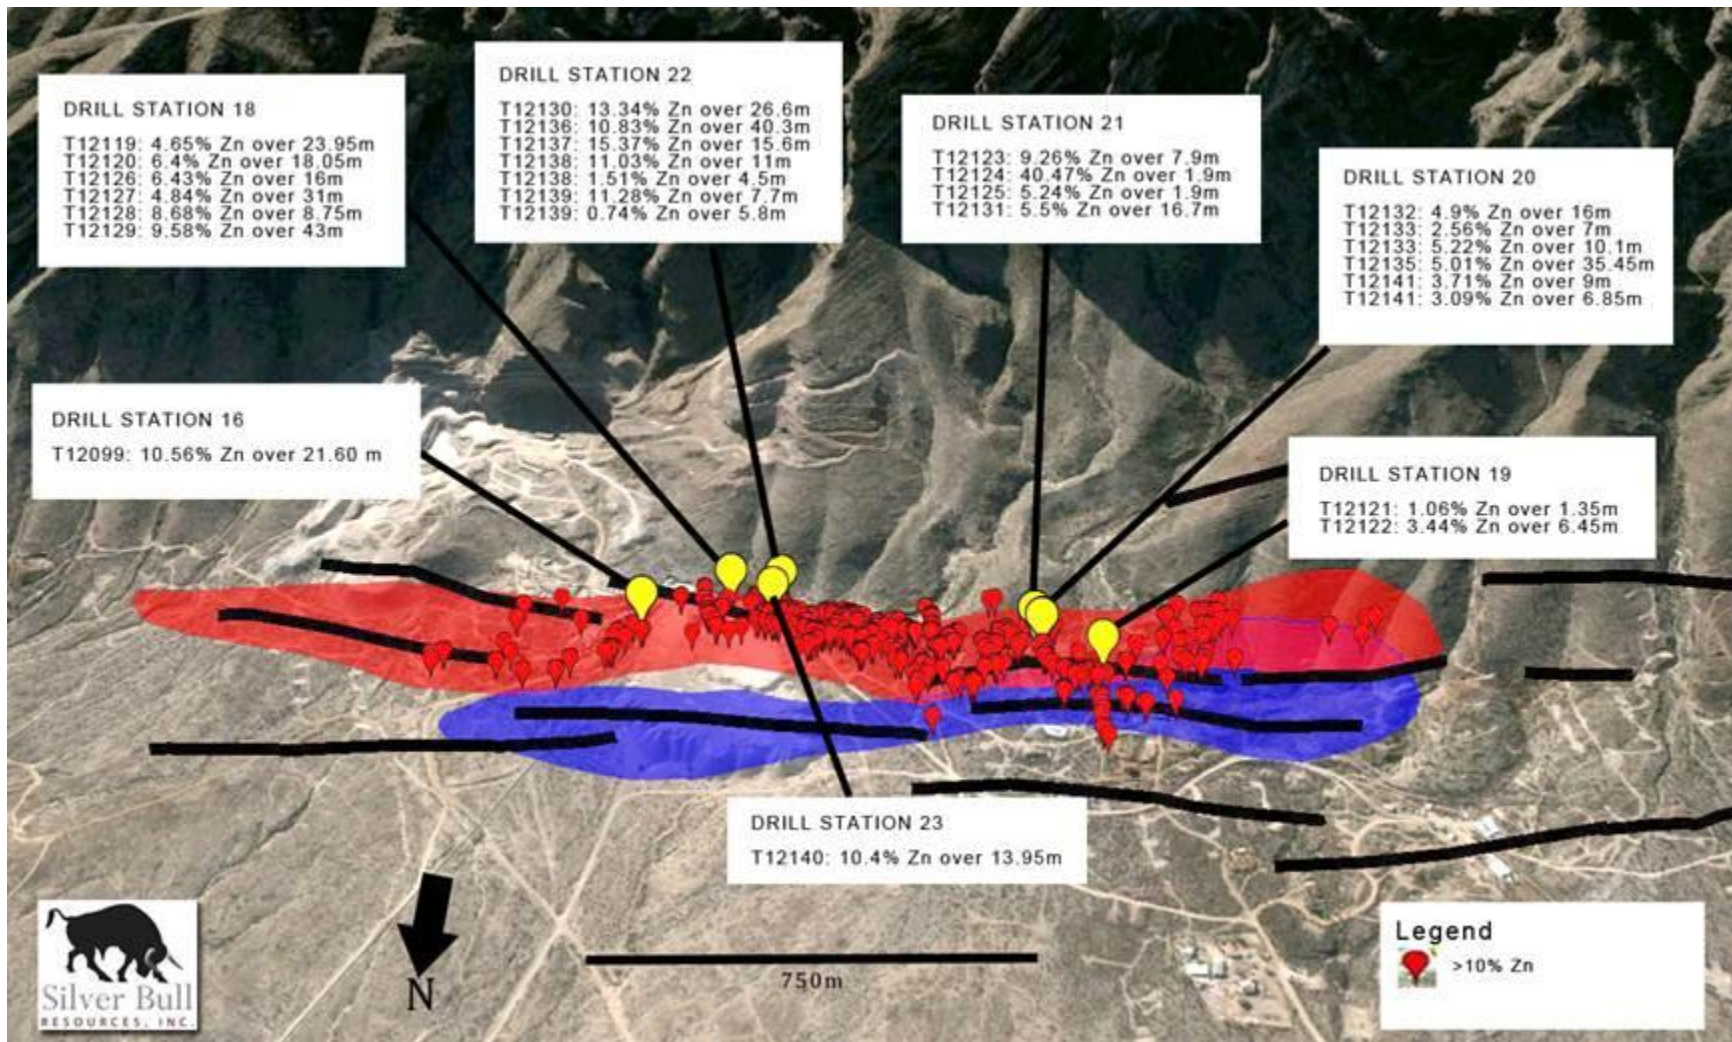 DRILL STATION 22
T12130: 13.34% Zn over 26.6m
T12136: 10.83% Zn over 40.3m
T12137: 15.37% Zn over 15.6m
T12138: 11.03% Zn over 11m
T12138: 1.51% Zn over 4.5m
T12139: 11.28% Zn over 7.7m
T12139: 0.74% Zn over 5.8m
DRILL STATION 18
T12119: 4.65% Zn over 23.95m
T12120: 6.4% Zn over 18.05m
T12126: 6.43% Zn over 16m
T12127: 4.84% Zn over 31m
T12128: 8.68% Zn over 8.75m
T12129: 9.58% Zn over 43m
DRILL STATION 21
T12123: 9.26% Zn over 7.9m
T12124: 40.47% Zn over 1.9m
T12125: 5.24% Zn over 1.9m
T12131: 5.5% Zn over 16.7m
DRILL STATION 20
T12132: 4.9% Zn over 16m
T12133: 2.56% Zn over 7m
T12133: 5.22% Zn over 10.1m
T12135: 5.01% Zn over 35.45m
T12141: 3.71% Zn over 9m
T12141: 3.09% Zn over 6.85m
DRILL STATION 16
T12099: 10.56% Zn over 21.60 m
DRILL STATION 19
T12121: 1.06% Zn over 1.35m
T12122: 3.44% Zn over 6.45m
DRILL STATION 23
T12140: 10.4% Zn over 13.95m
Legend
>10% Zn
750m
N
Silver Bull
RESOURCES, INC.